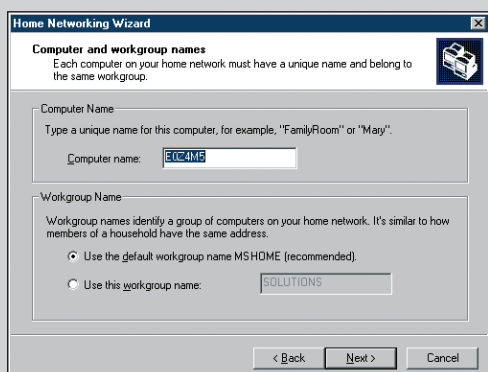 Home Networking Wizard
Computer and workgroup names
Each computer on your home network must have a unique name and belong to
the same workgroup.
Computer Name
Type a unique name for this computer, for example, "FamilyRoom" or "Mary".
Computer name:
E0Z4M5
Workgroup Name
Workgroup names identify a group of computers on your home network. It's similar to how
members of a household have the same address.
Use the default workgroup name MSHOME (recommended).
Use this workgroup name:
SOLUTIONS
< Back
Next >
Cancel